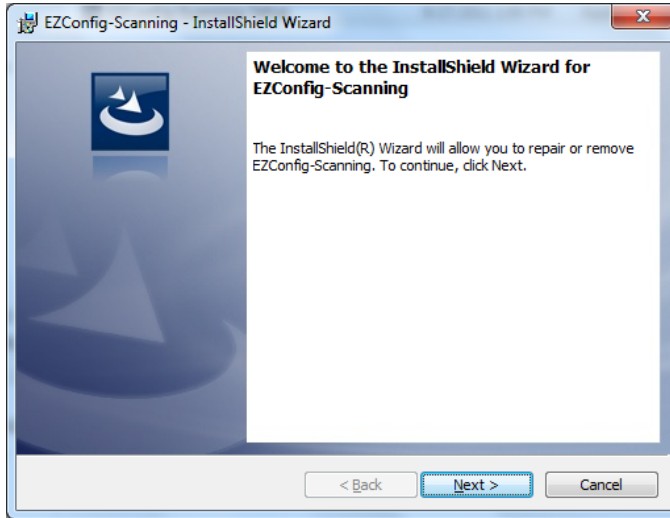 EZConfig-Scanning - InstallShield Wizard
Welcome to the InstallShield Wizard for
EZConfig-Scanning
The InstallShield(R) Wizard will allow you to repair or remove
EZConfig-Scanning. To continue, click Next.
< Back
Next >
Cancel